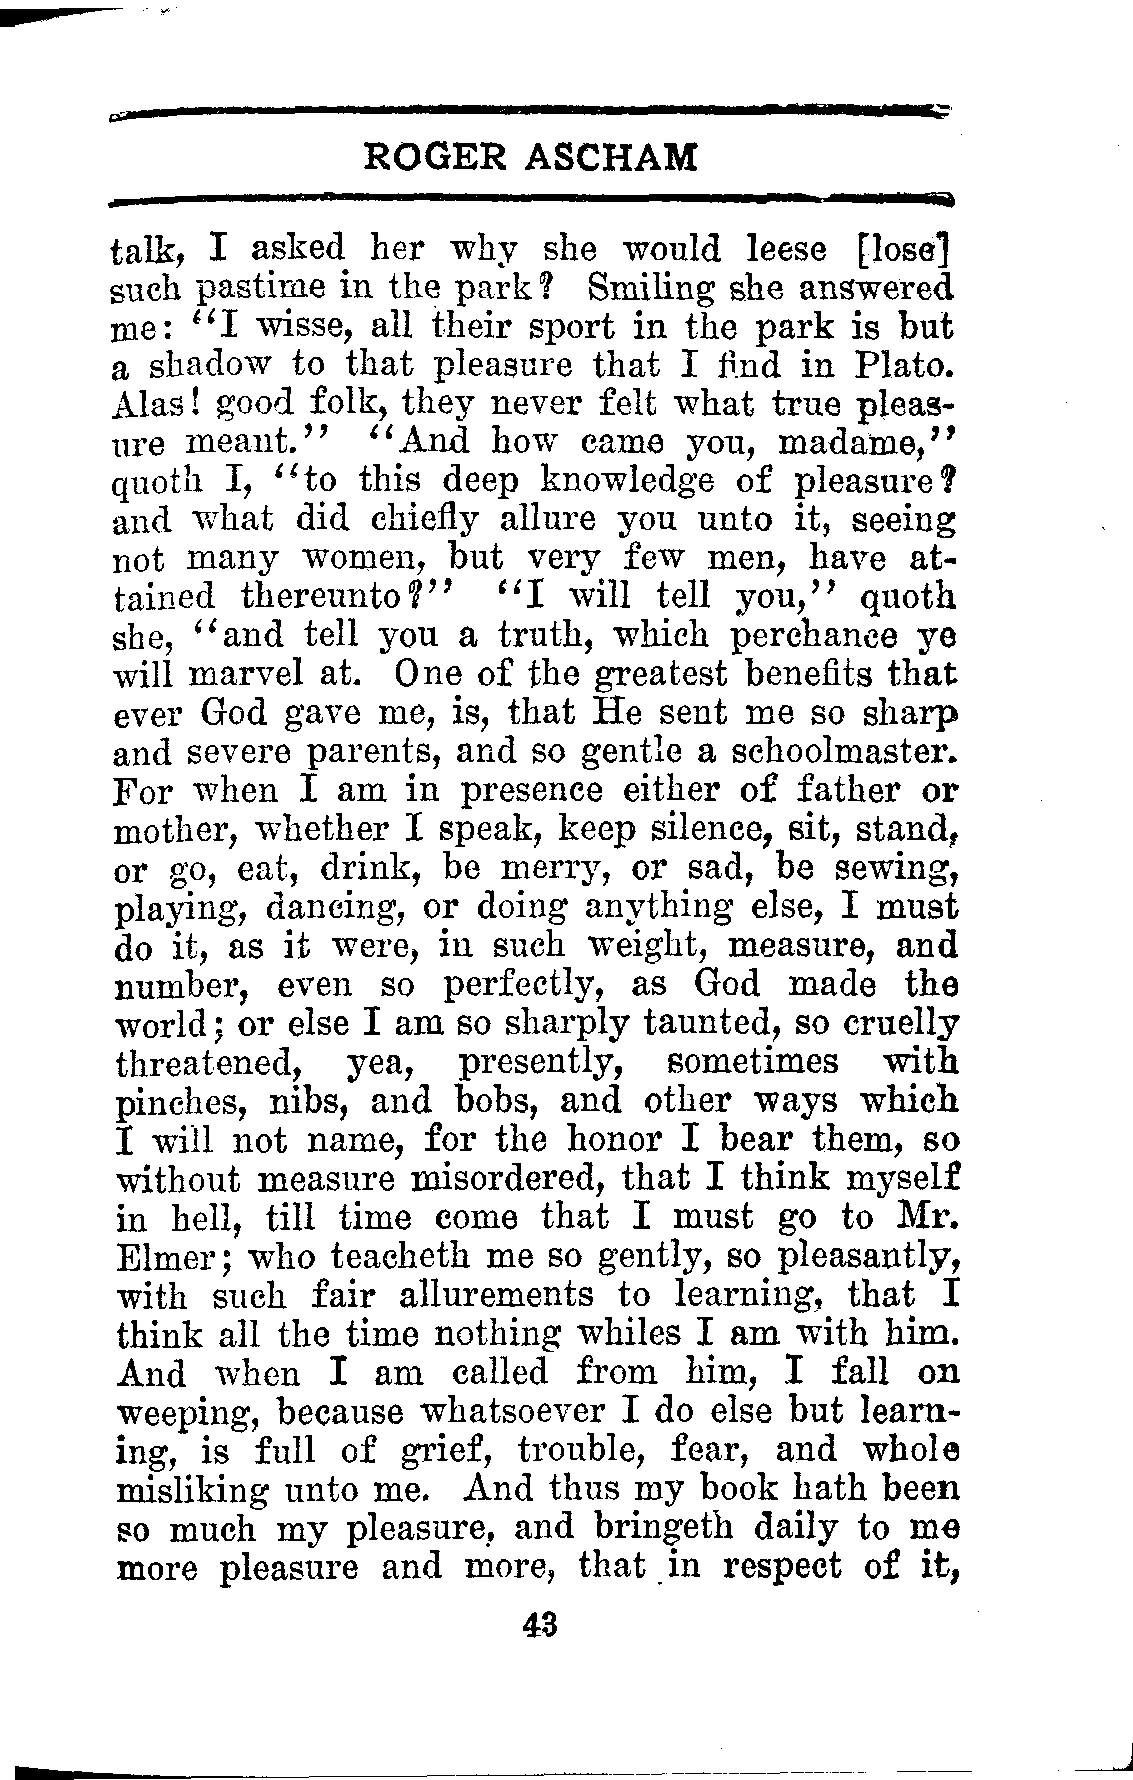 ROGER ASCHAM
talk, I asked her why she would leese [lose]
such pastime in the park? Smiling she answered
me: "I wisse, all their sport in the park is but
a shadow to that pleasure that I find in Plato.
Alas! good folk, they never felt what true pleas-
ure meant." "And how came you, madame,"
quoth I, "to this deep knowledge of pleasure?
and what did chiefly allure you unto it, seeing
not many women, but very few men, have at-
tained thereunto?" "I will tell you," quoth
she, "and tell you a truth, which perchance ye
will marvel at. One of the greatest benefits that
ever God gave me, is, that He sent me so sharp
and severe parents, and so gentle a schoolmaster.
For when I am in presence either of father or
mother, whether I speak, keep silence, sit, stand,
or go, eat, drink, be merry, or sad, be sewing,
playing, dancing, or doing anything else, I must
do it, as it were, in such weight, measure, and
number, even so perfectly, as God made the
world; or else I am so sharply taunted, so cruelly
threatened, yea, presently, sometimes with
pinches, nibs, and bobs, and other ways which
I will not name, for the honor I bear them, so
without measure misordered, that I think myself
in hell, till time come that I must go to Mr.
Elmer; who teacheth me so gently, so pleasantly,
with such fair allurements to learning, that I
think all the time nothing whiles I am with him.
And when I am called from him, I fall on
weeping, because whatsoever I do else but learn-
ing, is full of grief, trouble, fear, and whole
misliking unto me. And thus my book hath been
so much my pleasure, and bringeth daily to me
more pleasure and more, that in respect of it,
43